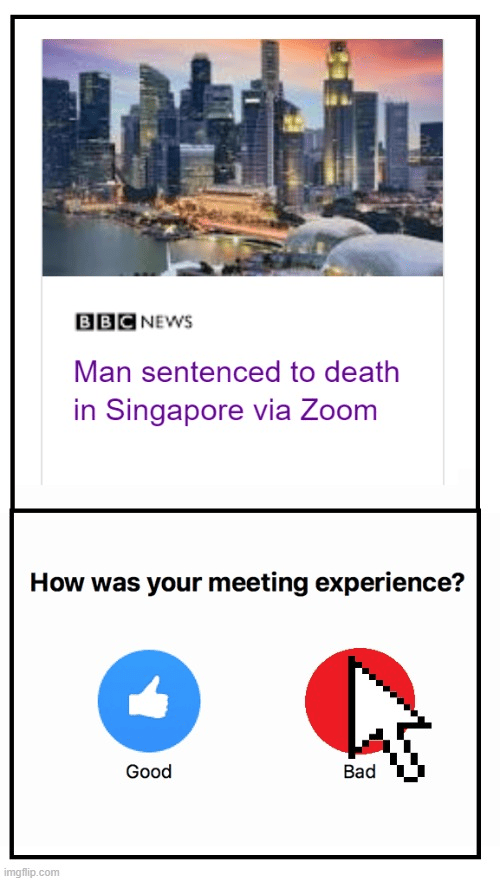 BBC NEWS
Man sentenced to death
in Singapore via Zoom
How was your meeting experience?
Good
Bad
imgflip.com